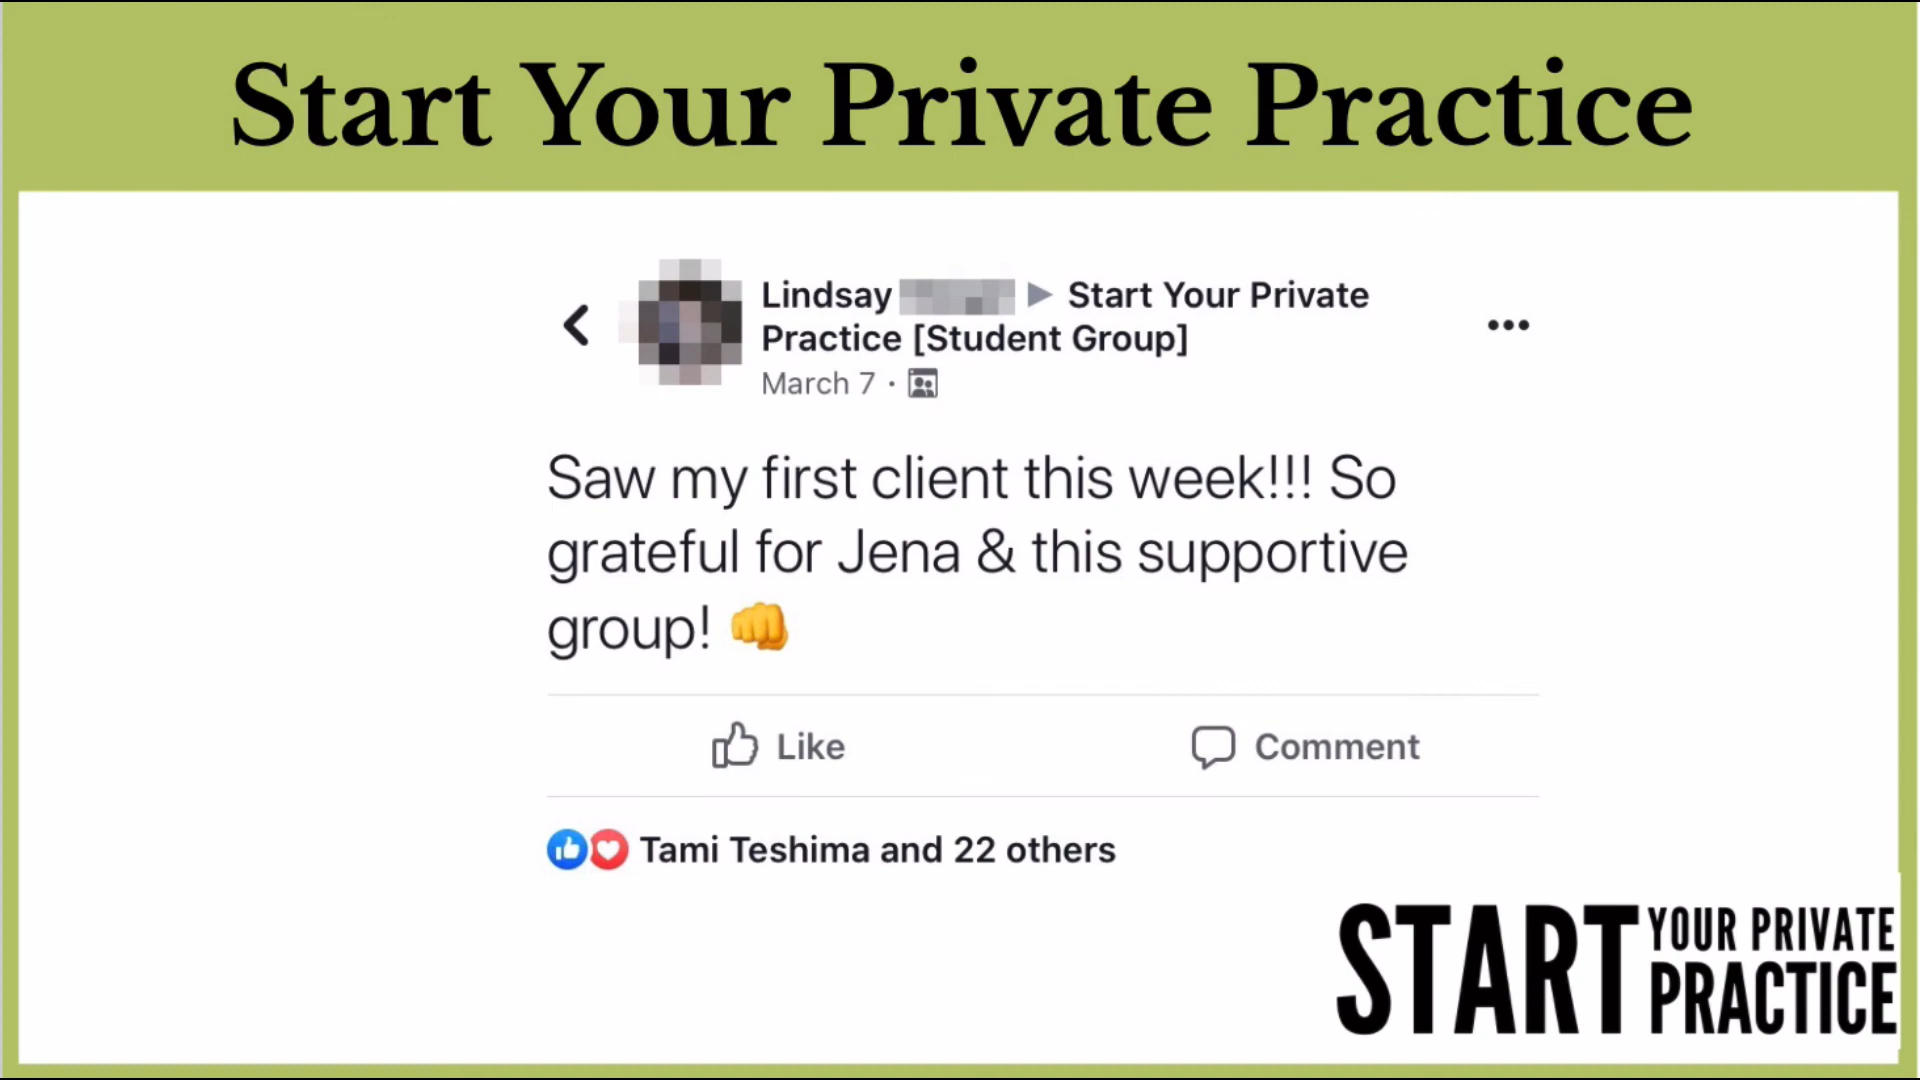 Start Your Private Practice
Lindsay ▶ Start Your Private
Practice [Student Group]
March 7 ·
Saw my first client this week!!! So
grateful for Jena & this supportive
group! 👊
Like
Comment
Tami Teshima and 22 others
START YOUR PRIVATE
PRACTICE